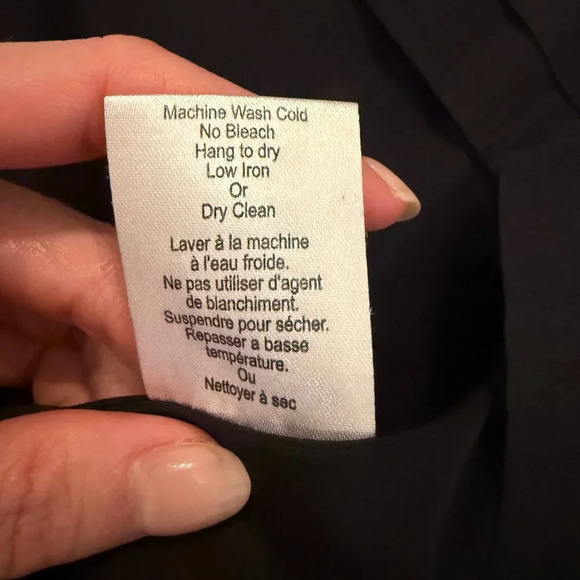 Machine Wash Cold
No Bleach
Hang to dry
Low Iron
Or
Dry Clean
Laver à la machine
à l'eau froide.
Ne pas utiliser d'agent
de blanchiment.
Suspendre pour sécher.
Repasser a basse
température.
Ou
Nettoyer à sec